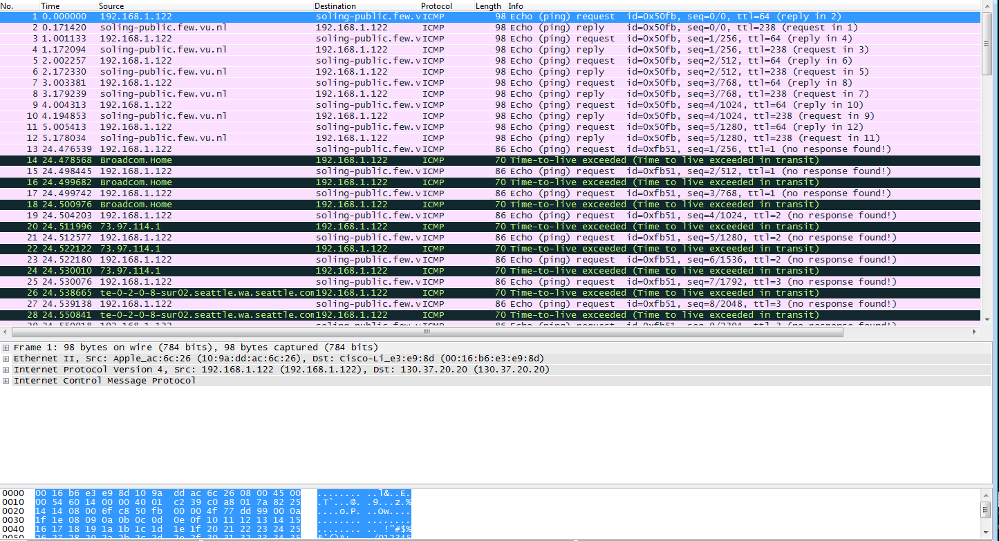 No. Time Source Destination Protocol Length Info
1 0.000000 192.168.1.122 soling-public.few.v ICMP 98 Echo (ping) request id=0x50fb, seq=0/0, ttl=64 (reply in 2)
2 0.171420 soling-public.few.vu.nl 192.168.1.122 ICMP 98 Echo (ping) reply id=0x50fb, seq=0/0, ttl=238 (request in 1)
3 1.001133 192.168.1.122 soling-public.few.v ICMP 98 Echo (ping) request id=0x50fb, seq=1/256, ttl=64 (reply in 4)
4 1.172094 soling-public.few.vu.nl 192.168.1.122 ICMP 98 Echo (ping) reply id=0x50fb, seq=1/256, ttl=238 (request in 3)
5 2.002257 192.168.1.122 soling-public.few.v ICMP 98 Echo (ping) request id=0x50fb, seq=2/512, ttl=64 (reply in 6)
6 2.172330 soling-public.few.vu.nl 192.168.1.122 ICMP 98 Echo (ping) reply id=0x50fb, seq=2/512, ttl=238 (request in 5)
7 3.003381 192.168.1.122 soling-public.few.v ICMP 98 Echo (ping) request id=0x50fb, seq=3/768, ttl=64 (reply in 8)
8 3.179239 soling-public.few.vu.nl 192.168.1.122 ICMP 98 Echo (ping) reply id=0x50fb, seq=3/768, ttl=238 (request in 7)
9 4.004313 192.168.1.122 soling-public.few.v ICMP 98 Echo (ping) request id=0x50fb, seq=4/1024, ttl=64 (reply in 10)
10 4.194853 soling-public.few.vu.nl 192.168.1.122 ICMP 98 Echo (ping) reply id=0x50fb, seq=4/1024, ttl=238 (request in 9)
11 5.005413 192.168.1.122 soling-public.few.v ICMP 98 Echo (ping) request id=0x50fb, seq=5/1280, ttl=64 (reply in 12)
12 5.178034 soling-public.few.vu.nl 192.168.1.122 ICMP 98 Echo (ping) reply id=0x50fb, seq=5/1280, ttl=238 (request in 11)
13 24.476539 192.168.1.122 soling-public.few.v ICMP 86 Echo (ping) request id=0xfb51, seq=1/256, ttl=1 (no response found!)
14 24.478568 Broadcom.Home 192.168.1.122 ICMP 70 Time-to-live exceeded (Time to live exceeded in transit)
15 24.498445 192.168.1.122 soling-public.few.v ICMP 86 Echo (ping) request id=0xfb51, seq=2/512, ttl=1 (no response found!)
16 24.499682 Broadcom.Home 192.168.1.122 ICMP 70 Time-to-live exceeded (Time to live exceeded in transit)
17 24.499742 192.168.1.122 soling-public.few.v ICMP 86 Echo (ping) request id=0xfb51, seq=3/768, ttl=1 (no response found!)
18 24.500976 Broadcom.Home 192.168.1.122 ICMP 70 Time-to-live exceeded (Time to live exceeded in transit)
19 24.504203 192.168.1.122 soling-public.few.v ICMP 86 Echo (ping) request id=0xfb51, seq=4/1024, ttl=2 (no response found!)
20 24.511996 73.97.114.1 192.168.1.122 ICMP 70 Time-to-live exceeded (Time to live exceeded in transit)
21 24.512577 192.168.1.122 soling-public.few.v ICMP 86 Echo (ping) request id=0xfb51, seq=5/1280, ttl=2 (no response found!)
22 24.522122 73.97.114.1 192.168.1.122 ICMP 70 Time-to-live exceeded (Time to live exceeded in transit)
23 24.522180 192.168.1.122 soling-public.few.v ICMP 86 Echo (ping) request id=0xfb51, seq=6/1536, ttl=2 (no response found!)
24 24.530010 73.97.114.1 192.168.1.122 ICMP 70 Time-to-live exceeded (Time to live exceeded in transit)
25 24.530076 192.168.1.122 soling-public.few.v ICMP 86 Echo (ping) request id=0xfb51, seq=7/1792, ttl=3 (no response found!)
26 24.538665 te-0-2-0-8-sur02.seattle.wa.seattle.com 192.168.1.122 ICMP 70 Time-to-live exceeded (Time to live exceeded in transit)
27 24.539138 192.168.1.122 soling-public.few.v ICMP 86 Echo (ping) request id=0xfb51, seq=8/2048, ttl=3 (no response found!)
28 24.550841 te-0-2-0-8-sur02.seattle.wa.seattle.com 192.168.1.122 ICMP 70 Time-to-live exceeded (Time to live exceeded in transit)
Frame 1: 98 bytes on wire (784 bits), 98 bytes captured (784 bits)
Ethernet II, Src: Apple_ac:6c:26 (10:9a:dd:ac:6c:26), Dst: Cisco-Li_e3:e9:8d (00:16:b6:e3:e9:8d)
Internet Protocol Version 4, Src: 192.168.1.122 (192.168.1.122), Dst: 130.37.20.20 (130.37.20.20)
Internet Control Message Protocol
0000 00 16 b6 e3 e9 8d 10 9a dd ac 6c 26 08 00 45 00 ........ ..l&..E.
0010 00 54 60 14 00 00 40 01 c2 39 c0 a8 01 7a 82 25 .T`...@. .9...z.%
0020 14 14 08 00 6f c8 50 fb 00 00 4f 77 dd 99 00 0a ....o.P. ..Ow....
0030 1f 1e 08 09 0a 0b 0c 0d 0e 0f 10 11 12 13 14 15 ........ ........
0040 16 17 18 19 1a 1b 1c 1d 1e 1f 20 21 22 23 24 25 ........ .. !"#$%